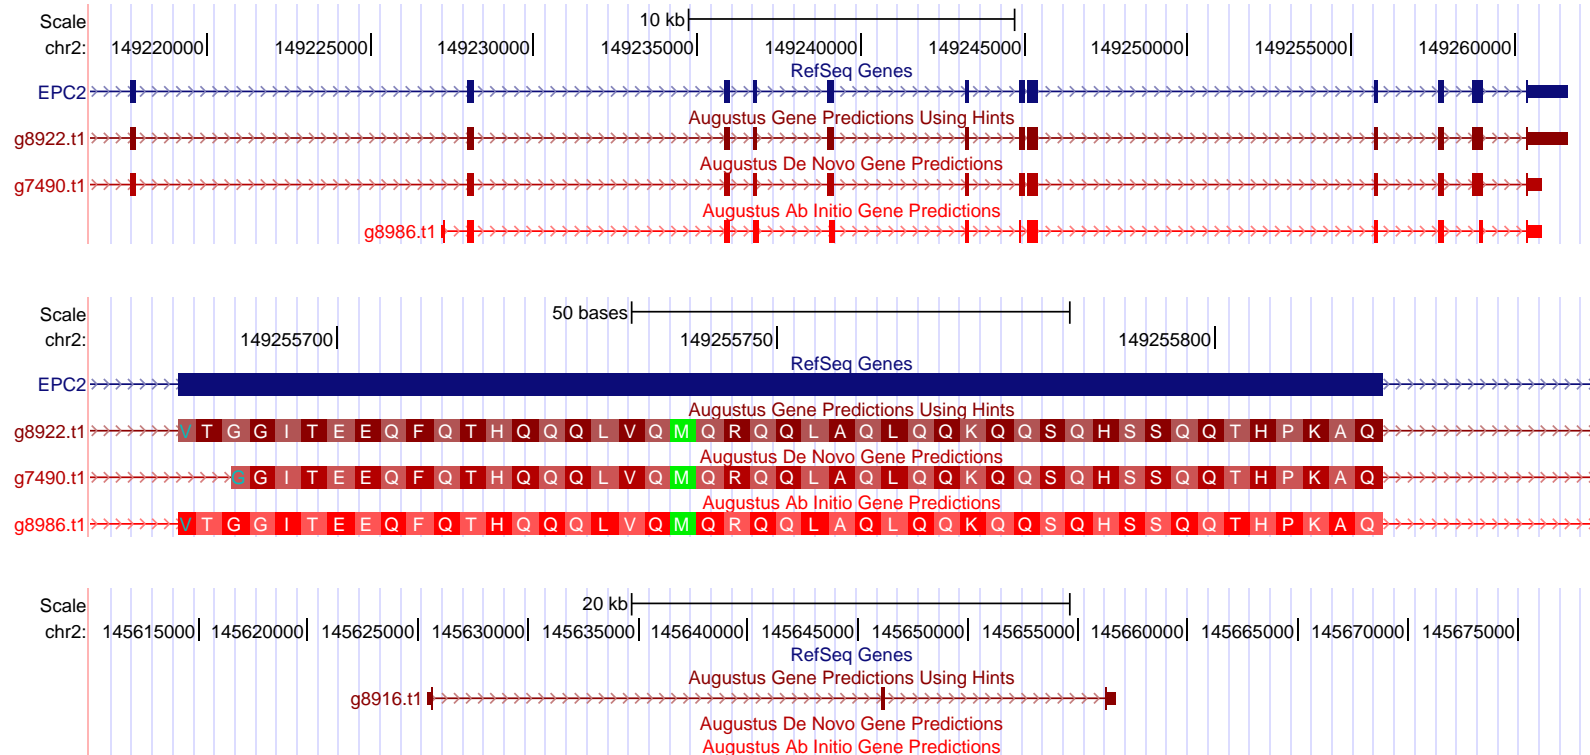 Scale 10 kb
chr2: 149220000 149225000 149230000 149235000 149240000 149245000 149250000 149255000 149260000
RefSeq Genes
EPC2
Augustus Gene Predictions Using Hints
g8922.t1
Augustus De Novo Gene Predictions
g7490.t1
Augustus Ab Initio Gene Predictions
g8986.t1
Scale 50 bases
chr2: 149255700 149255750 149255800
RefSeq Genes
EPC2
Augustus Gene Predictions Using Hints
g8922.t1 V T G G I T E E Q F Q T H Q Q Q L V Q M Q R Q Q L A Q L Q Q K Q Q S Q H S S Q Q T H P K A Q
Augustus De Novo Gene Predictions
g7490.t1 G G I T E E Q F Q T H Q Q Q L V Q M Q R Q Q L A Q L Q Q K Q Q S Q H S S Q Q T H P K A Q
Augustus Ab Initio Gene Predictions
g8986.t1 V T G G I T E E Q F Q T H Q Q Q L V Q M Q R Q Q L A Q L Q Q K Q Q S Q H S S Q Q T H P K A Q
Scale 20 kb
chr2: 145615000 145620000 145625000 145630000 145635000 145640000 145645000 145650000 145655000 145660000 145665000 145670000 145675000
RefSeq Genes
Augustus Gene Predictions Using Hints
g8916.t1
Augustus De Novo Gene Predictions
Augustus Ab Initio Gene Predictions